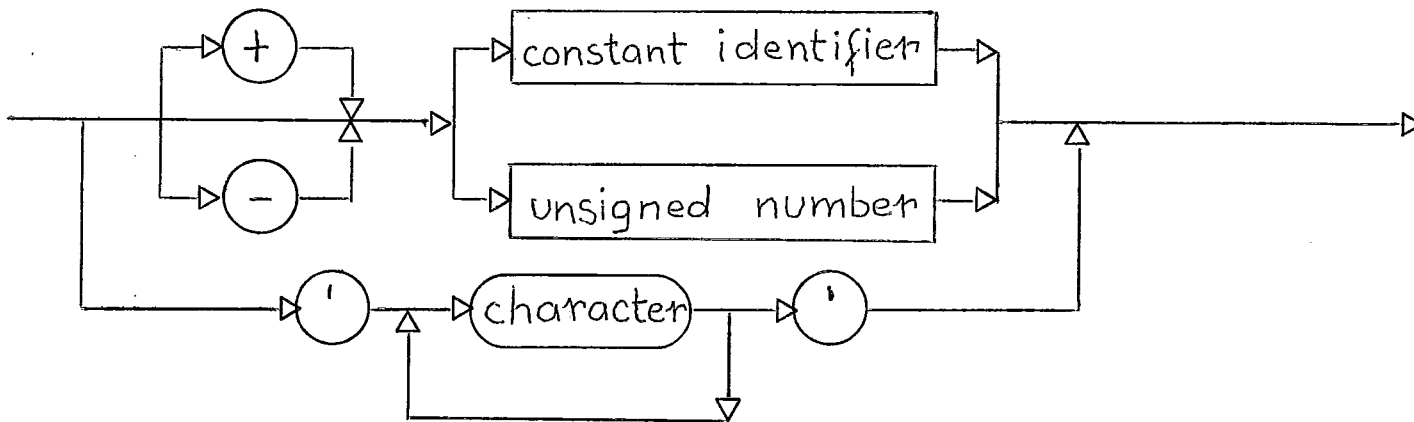 +
constant identifier
-
unsigned number
' character '